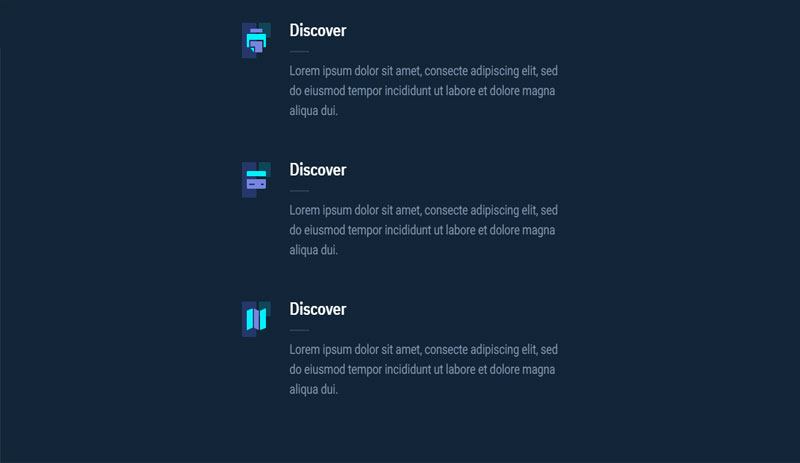 Discover
Lorem ipsum dolor sit amet, consecte adipiscing elit, sed
do eiusmod tempor incididunt ut labore et dolore magna
aliqua dui.
Discover
Lorem ipsum dolor sit amet, consecte adipiscing elit, sed
do eiusmod tempor incididunt ut labore et dolore magna
aliqua dui.
Discover
Lorem ipsum dolor sit amet, consecte adipiscing elit, sed
do eiusmod tempor incididunt ut labore et dolore magna
aliqua dui.